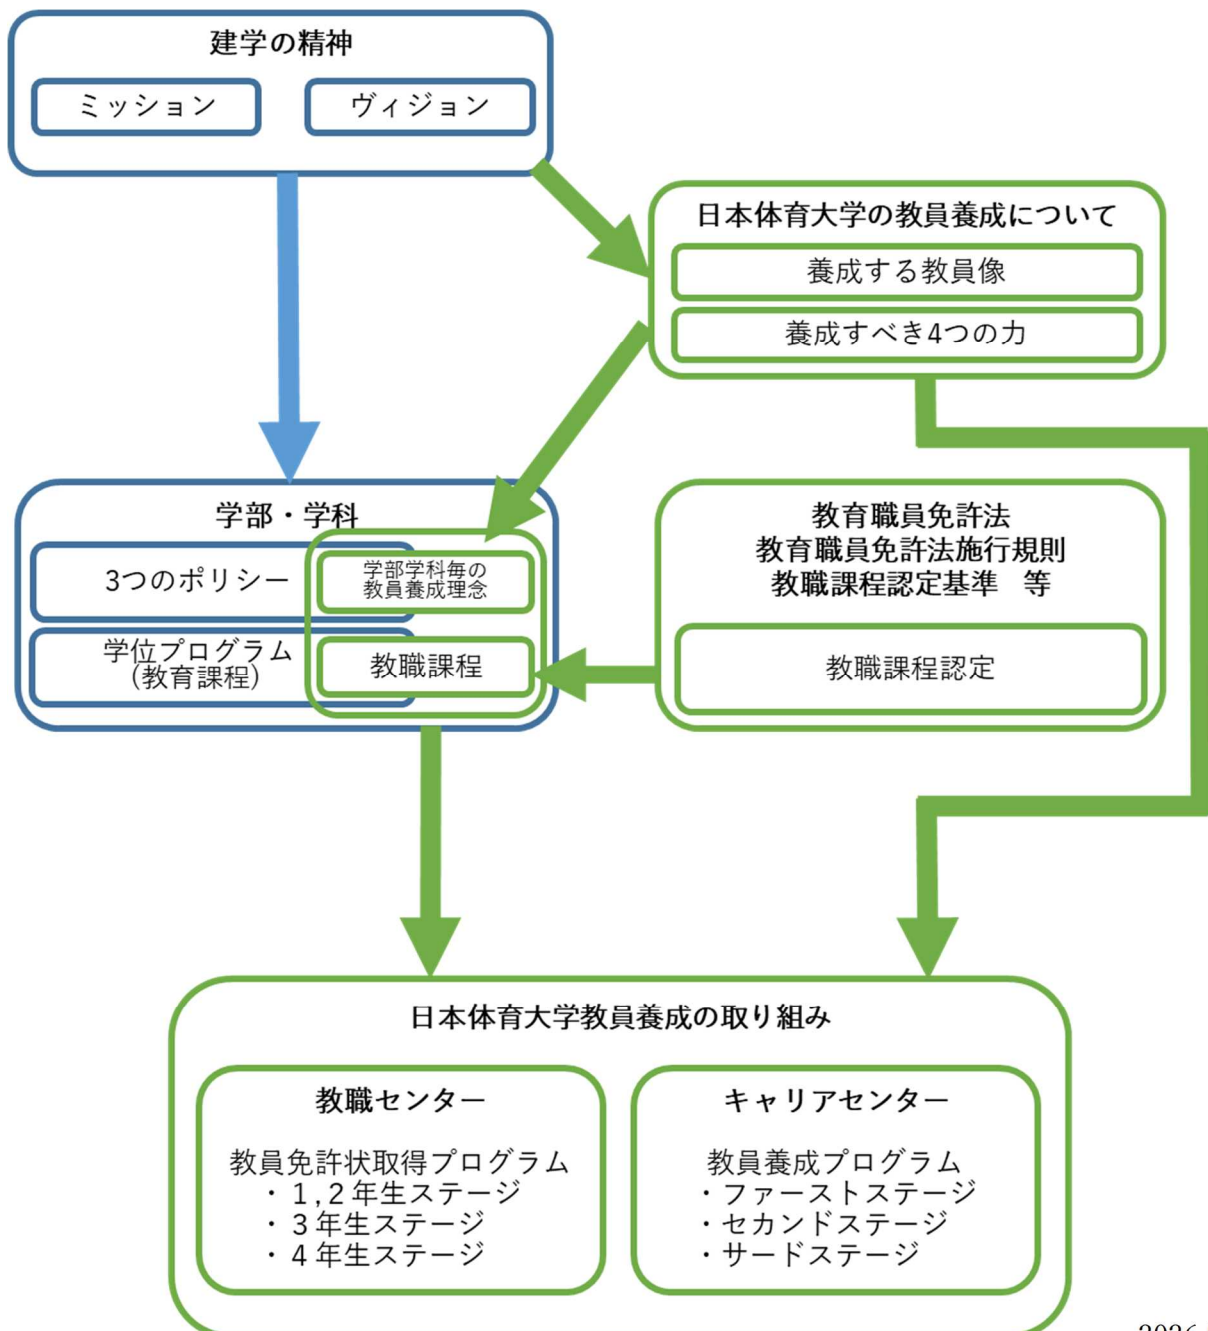 建学の精神
ミッション
ヴィジョン
日本体育大学の教員養成について
養成する教員像
養成すべき4つの力
学部・学科
3つのポリシー
学部学科毎の
教員養成理念
学位プログラム
(教育課程)
教職課程
教育職員免許法
教育職員免許法施行規則
教職課程認定基準　等
教職課程認定
日本体育大学教員養成の取り組み
教職センター
教員免許状取得プログラム
・1,2年生ステージ
・3年生ステージ
・4年生ステージ
キャリアセンター
教員養成プログラム
・ファーストステージ
・セカンドステージ
・サードステージ